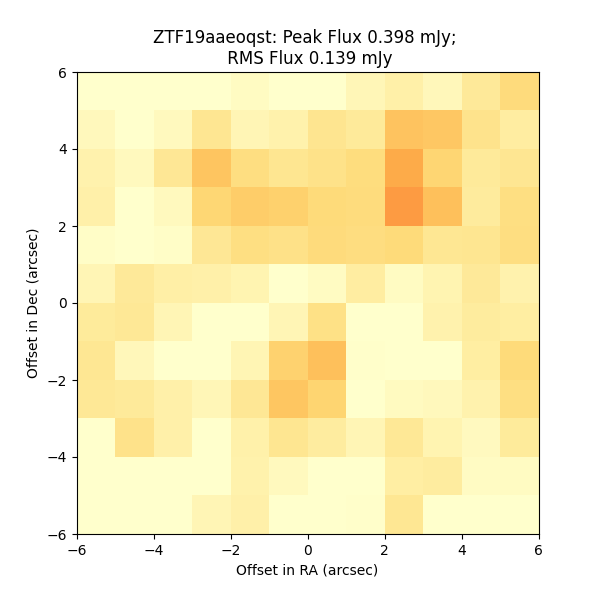 ZTF19aaeoqst: Peak Flux 0.398 mJy;
RMS Flux 0.139 mJy
6
4
2
0
−2
−4
−6
Offset in Dec (arcsec)
−6 −4 −2 0 2 4 6
Offset in RA (arcsec)